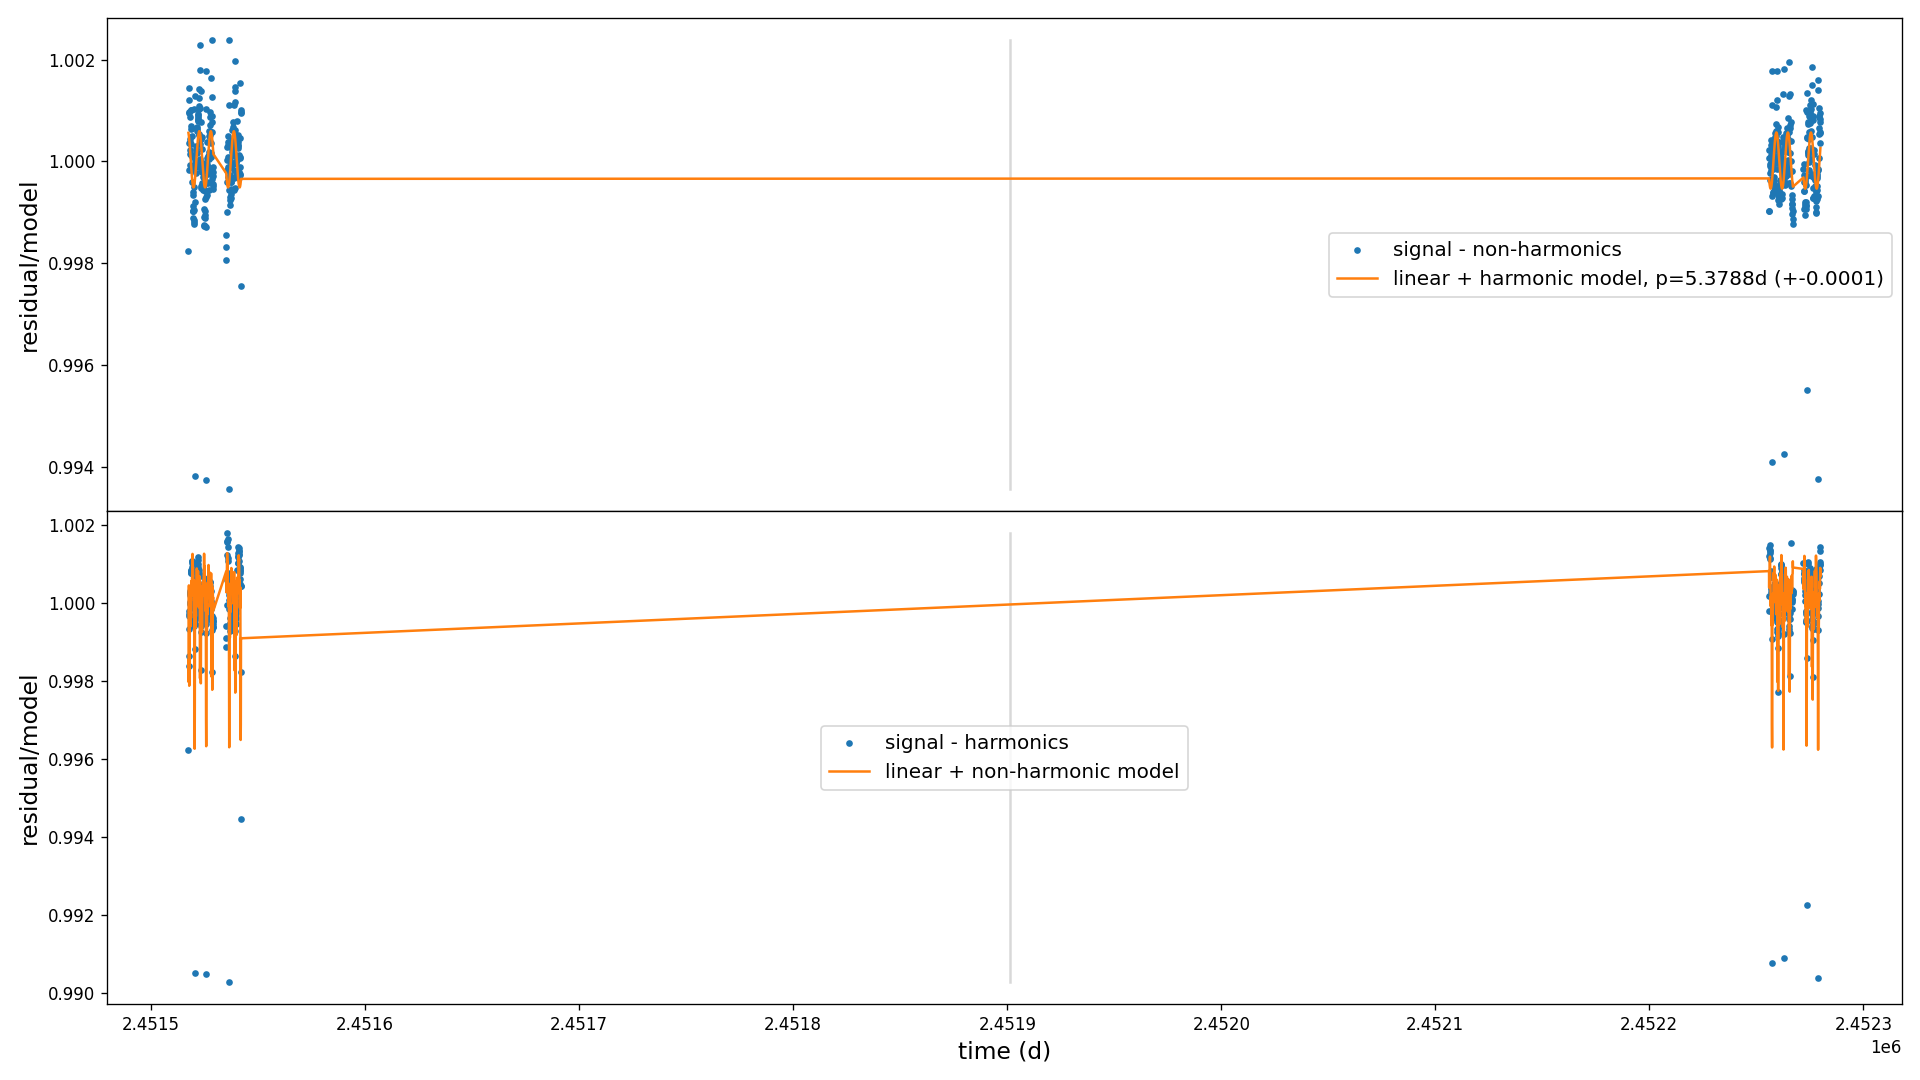 1.002
1.000
0.998
0.996
0.994
residual/model
signal - non-harmonics
linear + harmonic model, p=5.3788d (+-0.0001)
1.002
1.000
0.998
0.996
0.994
0.992
0.990
residual/model
signal - harmonics
linear + non-harmonic model
2.4515 2.4516 2.4517 2.4518 2.4519 2.4520 2.4521 2.4522 2.4523
time (d)
1e6